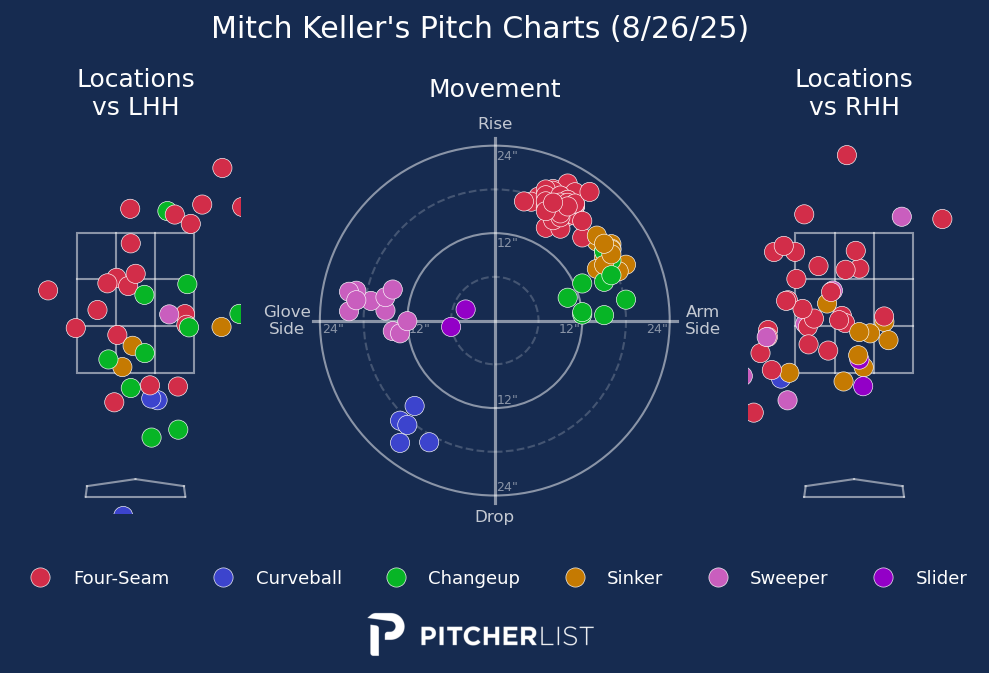 Mitch Keller's Pitch Charts (8/26/25)
Locations
vs LHH
Movement
Locations
vs RHH
Rise
24"
12"
Glove
Side
24"
12"
12"
24"
Arm
Side
12"
24"
Drop
Four-Seam
Curveball
Changeup
Sinker
Sweeper
Slider
PITCHERLIST